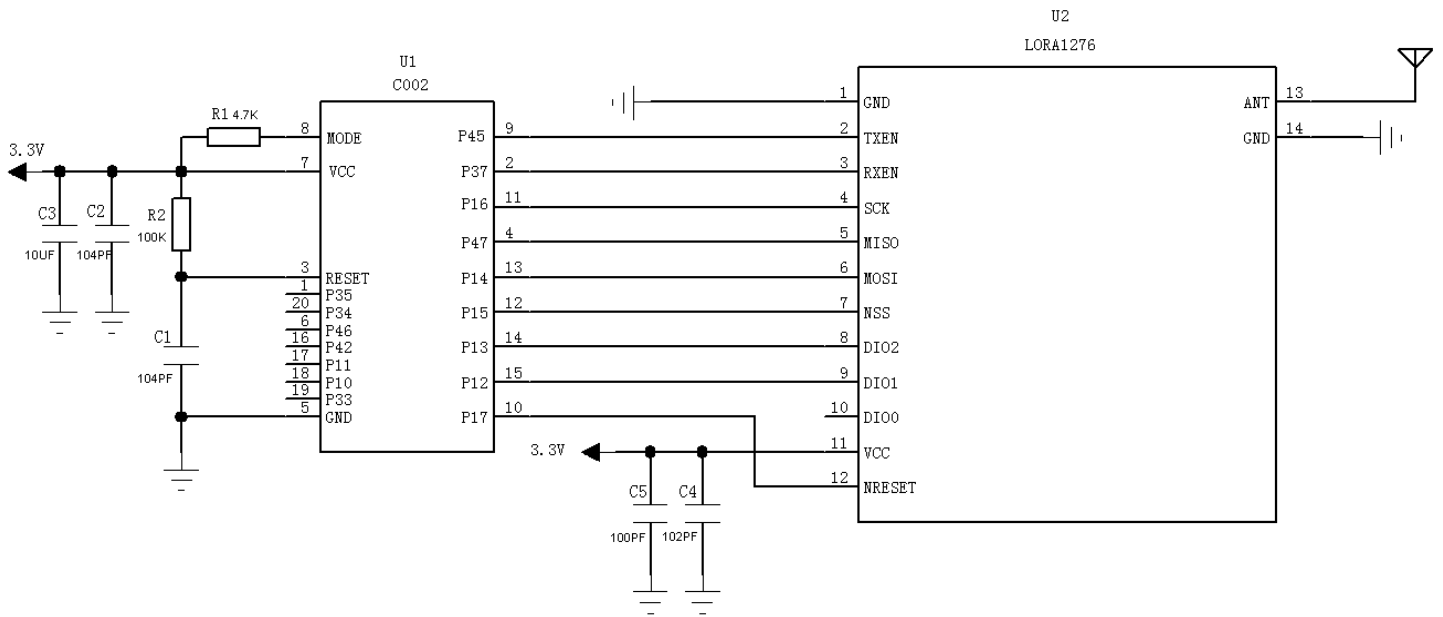 U2
LORA1276
U1
C002
R1 4.7K
8
MODE
3.3V
7
VCC
C3
10UF
C2
104PF
R2
100K
3
RESET
1
P35
20
P34
6
P46
16
P42
17
P11
18
P10
19
P33
5
GND
C1
104PF
P45
9
P37
2
P16
11
P47
4
P14
13
P15
12
P13
14
P12
15
P17
10
1
GND
2
TXEN
3
RXEN
4
SCK
5
MISO
6
MOSI
7
NSS
8
DIO2
9
DIO1
10
DIO0
11
VCC
12
NRESET
ANT
13
GND
14
3.3V
C5
100PF
C4
102PF